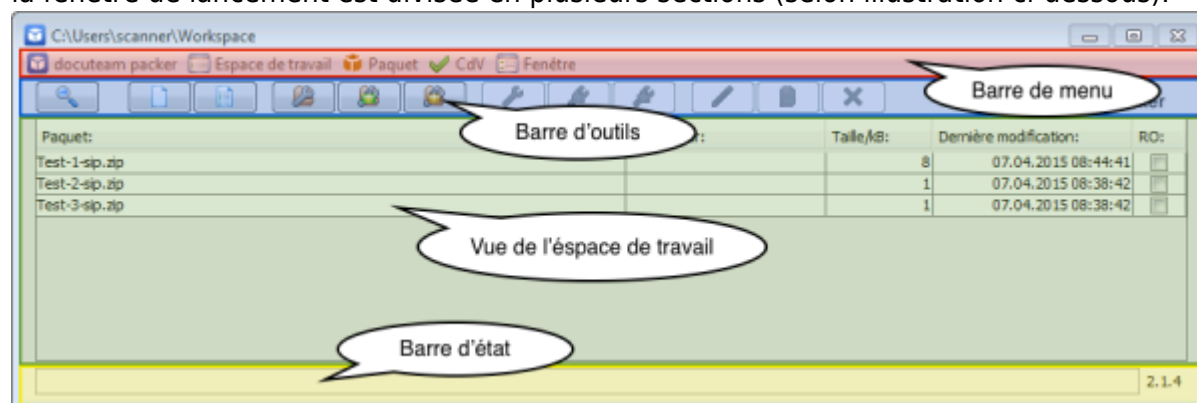 la fenêtre de lancement est divisée en plusieurs sections (selon illustration ci-dessous):
C:\Users\scanner\Workspace
docuteam packer Espace de travail Paquet CdV Fenêtre
Barre de menu
Barre d'outils
Paquet: Taille/kB: Dernière modification: RO:
Test-1-sip.zip 8 07.04.2015 08:44:41
Test-2-sip.zip 1 07.04.2015 08:38:42
Test-3-sip.zip 1 07.04.2015 08:38:42
Vue de l'éspace de travail
Barre d'état
2.1.4